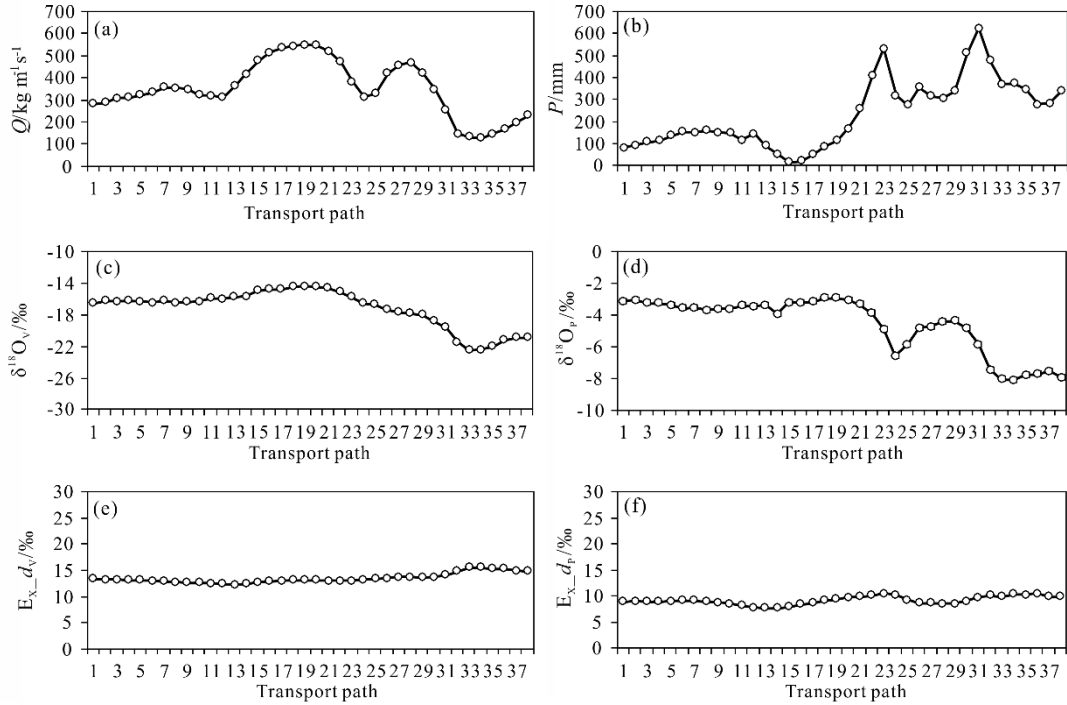 (a)
Q/kg m⁻¹s⁻¹
700
600
500
400
300
200
100
0
1 3 5 7 9 11 13 15 17 19 21 23 25 27 29 31 33 35 37
Transport path
(b)
P/mm
700
600
500
400
300
200
100
0
1 3 5 7 9 11 13 15 17 19 21 23 25 27 29 31 33 35 37
Transport path
(c)
δ¹⁸Oᵥ/‰
-10
-14
-18
-22
-26
-30
1 3 5 7 9 11 13 15 17 19 21 23 25 27 29 31 33 35 37
Transport path
(d)
δ¹⁸Oₚ/‰
0
-2
-4
-6
-8
-10
1 3 5 7 9 11 13 15 17 19 21 23 25 27 29 31 33 35 37
Transport path
(e)
Eₓ_dᵥ/‰
30
25
20
15
10
5
0
1 3 5 7 9 11 13 15 17 19 21 23 25 27 29 31 33 35 37
Transport path
(f)
Eₓ_dₚ/‰
30
25
20
15
10
5
0
1 3 5 7 9 11 13 15 17 19 21 23 25 27 29 31 33 35 37
Transport path